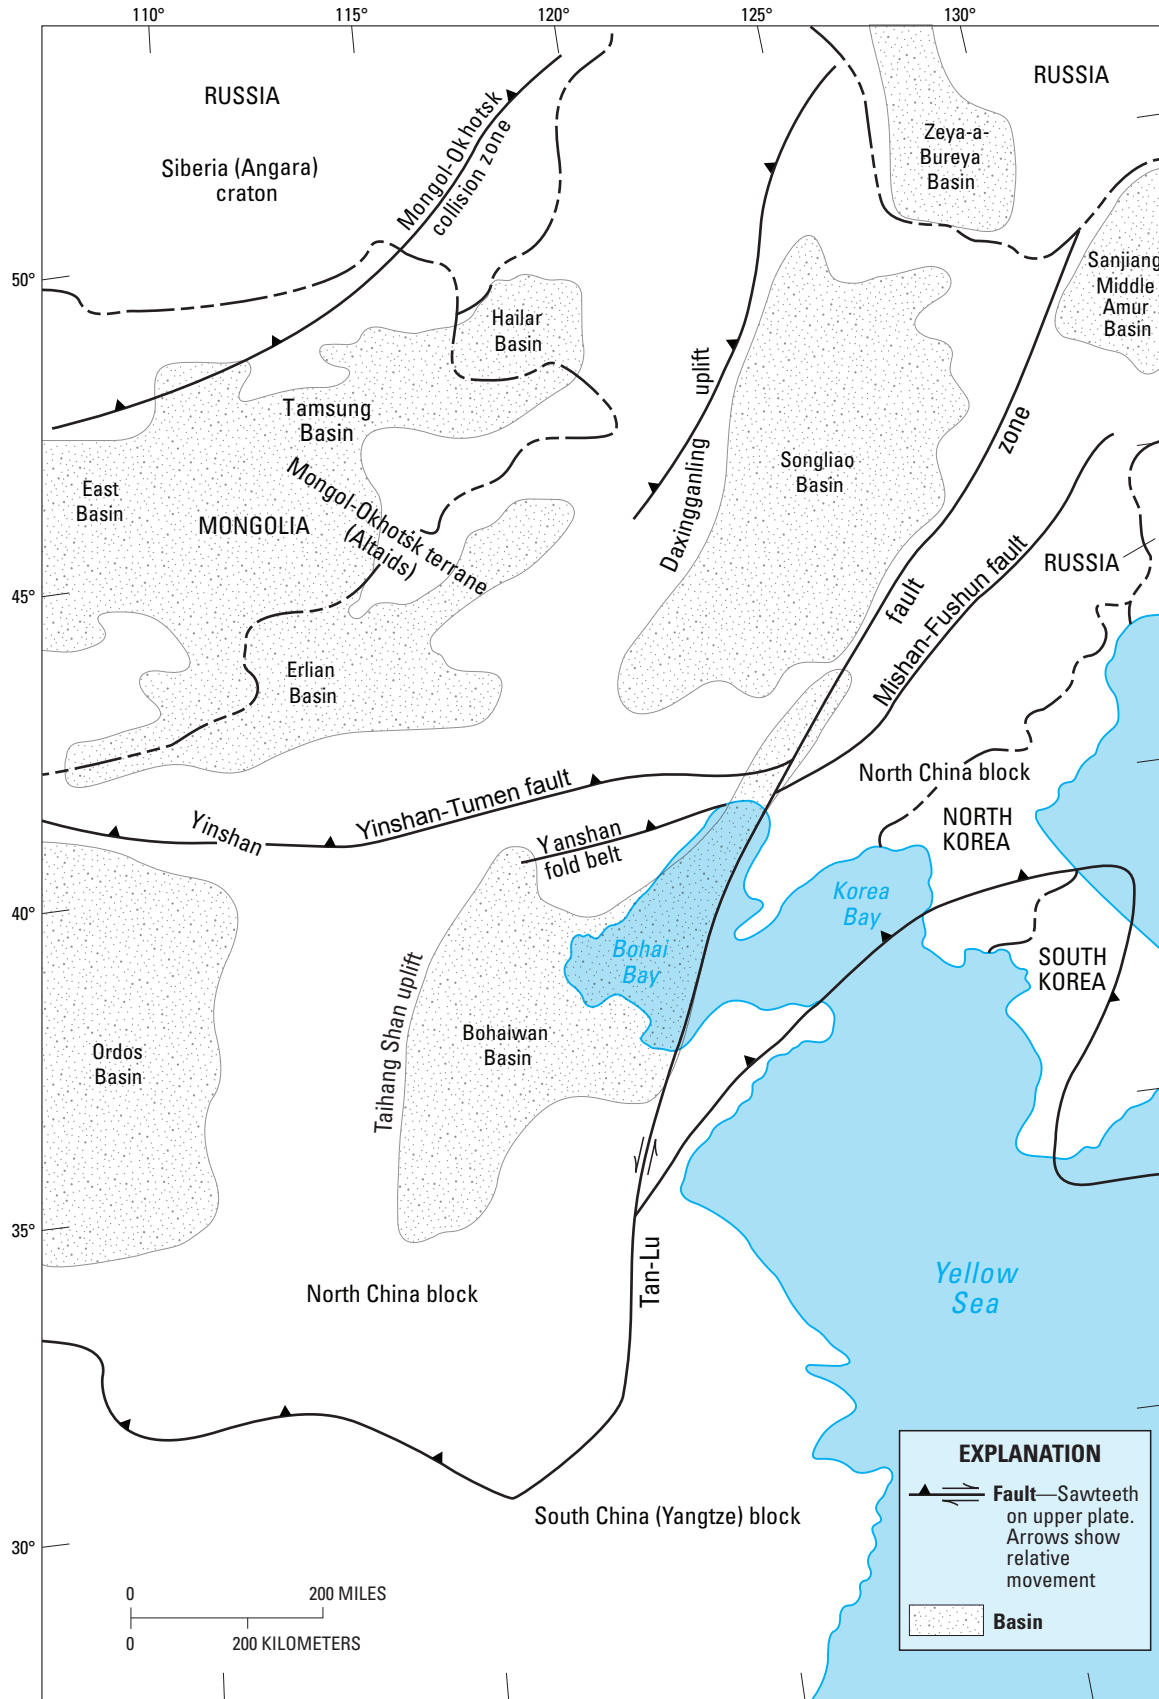 110°
115°
120°
125°
130°
RUSSIA
RUSSIA
Siberia (Angara)
craton
Mongol-Okhotsk
collision zone
Zeya-a-
Bureya
Basin
50°
Sanjiang
Middle
Amur
Basin
Hailar
Basin
uplift
Daxingganling
Tamsung
Basin
zone
Songliao
Basin
East
Basin
MONGOLIA
Mongol-Okhotsk terrane
(Altaids)
RUSSIA
45°
fault
Mishan-Fushun fault
Erlian
Basin
North China block
Yinshan-Tumen fault
Yinshan
Yanshan
fold belt
NORTH
KOREA
40°
Korea
Bay
Bohai
Bay
SOUTH
KOREA
Taihang Shan uplift
Bohaiwan
Basin
Ordos
Basin
35°
Tan-Lu
North China block
Yellow
Sea
South China (Yangtze) block
30°
EXPLANATION
Fault—Sawteeth
on upper plate.
Arrows show
relative
movement
Basin
0 200 MILES
0 200 KILOMETERS